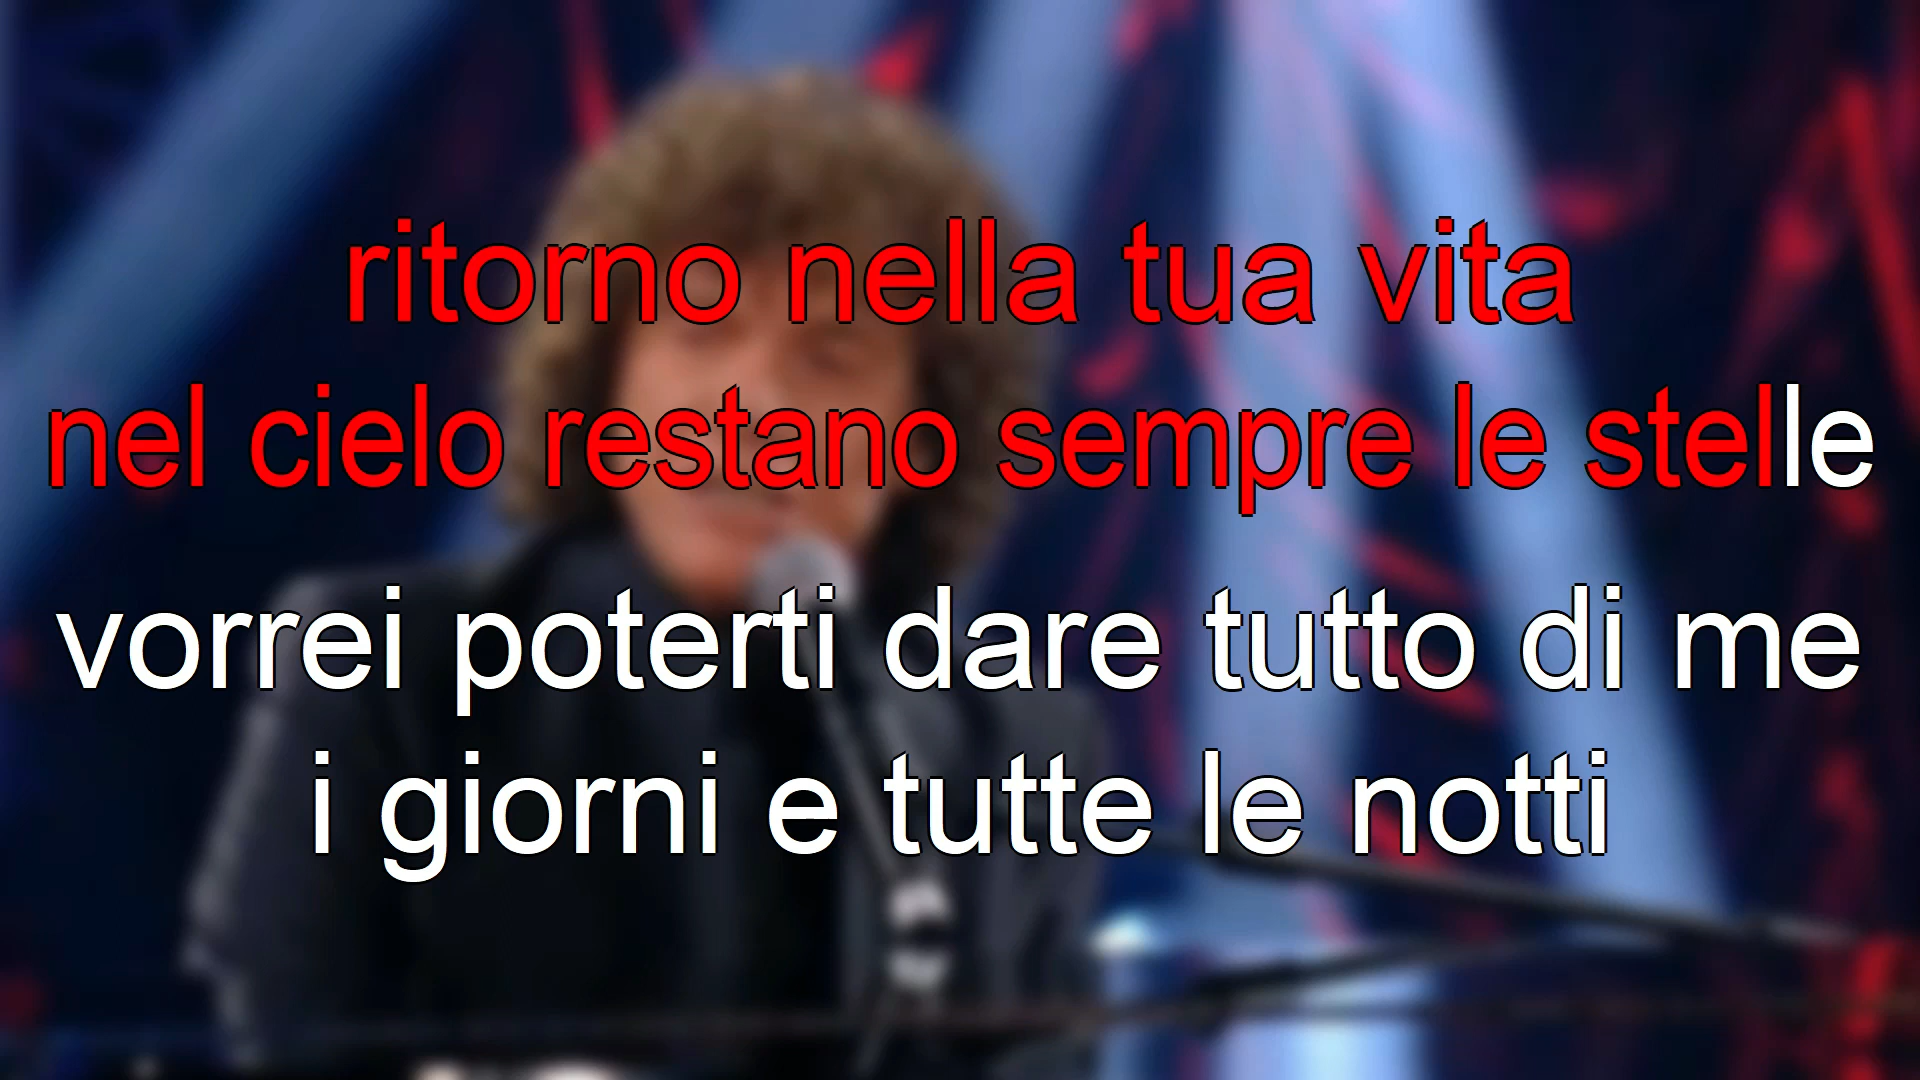 ritorno nella tua vita
nel cielo restano sempre le stelle
vorrei poterti dare tutto di me
i giorni e tutte le notti